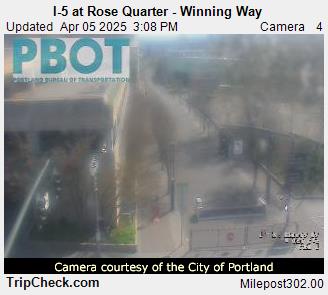 I-5 at Rose Quarter - Winning Way
Updated Apr 05 2025 3:08 PM Camera 4
PBOT
PORTLAND BUREAU OF TRANSPORTATION
Camera courtesy of the City of Portland
TripCheck.com Milepost302.00